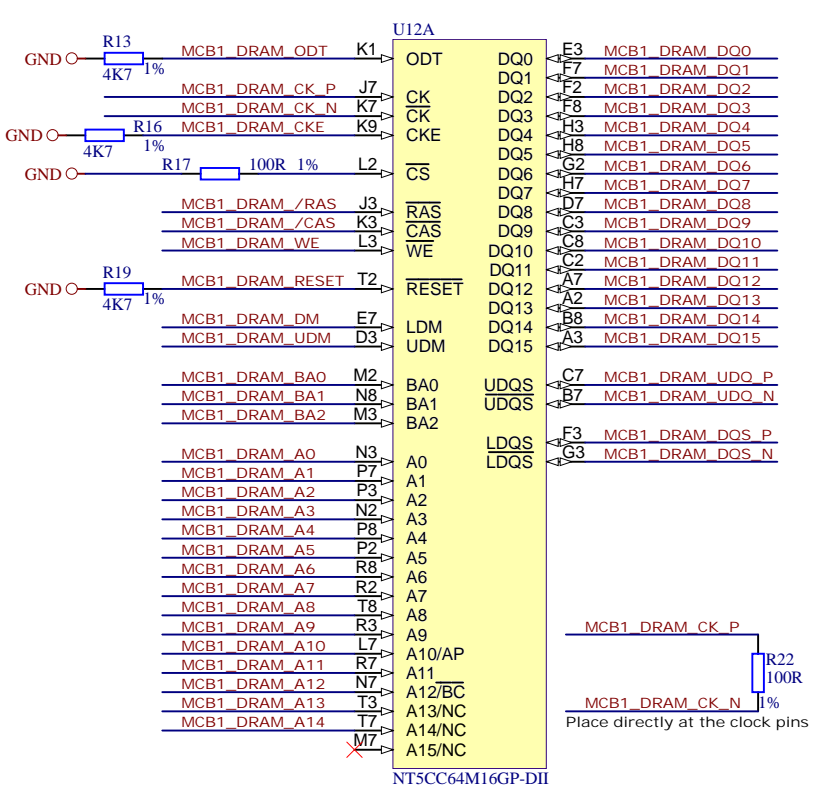 U12A
R13
GND
4K7
1%
MCB1_DRAM_ODT K1 ODT
MCB1_DRAM_CK_P J7 CK
MCB1_DRAM_CK_N K7 CK
GND
R16
4K7
1%
MCB1_DRAM_CKE K9 CKE
GND
R17 100R 1% L2 CS
MCB1_DRAM_/RAS J3 RAS
MCB1_DRAM_/CAS K3 CAS
MCB1_DRAM_WE L3 WE
R19
GND
4K7
1%
MCB1_DRAM_RESET T2 RESET
MCB1_DRAM_DM E7 LDM
MCB1_DRAM_UDM D3 UDM
MCB1_DRAM_BA0 M2 BA0
MCB1_DRAM_BA1 N8 BA1
MCB1_DRAM_BA2 M3 BA2
MCB1_DRAM_A0 N3 A0
MCB1_DRAM_A1 P7 A1
MCB1_DRAM_A2 P3 A2
MCB1_DRAM_A3 N2 A3
MCB1_DRAM_A4 P8 A4
MCB1_DRAM_A5 P2 A5
MCB1_DRAM_A6 R8 A6
MCB1_DRAM_A7 R2 A7
MCB1_DRAM_A8 T8 A8
MCB1_DRAM_A9 R3 A9
MCB1_DRAM_A10 L7 A10/AP
MCB1_DRAM_A11 R7 A11
MCB1_DRAM_A12 N7 A12/BC
MCB1_DRAM_A13 T3 A13/NC
MCB1_DRAM_A14 T7 A14/NC
M7 A15/NC
DQ0 E3 MCB1_DRAM_DQ0
DQ1 F7 MCB1_DRAM_DQ1
DQ2 F2 MCB1_DRAM_DQ2
DQ3 F8 MCB1_DRAM_DQ3
DQ4 H3 MCB1_DRAM_DQ4
DQ5 H8 MCB1_DRAM_DQ5
DQ6 G2 MCB1_DRAM_DQ6
DQ7 H7 MCB1_DRAM_DQ7
DQ8 D7 MCB1_DRAM_DQ8
DQ9 C3 MCB1_DRAM_DQ9
DQ10 C8 MCB1_DRAM_DQ10
DQ11 C2 MCB1_DRAM_DQ11
DQ12 A7 MCB1_DRAM_DQ12
DQ13 A2 MCB1_DRAM_DQ13
DQ14 B8 MCB1_DRAM_DQ14
DQ15 A3 MCB1_DRAM_DQ15
UDQS C7 MCB1_DRAM_UDQ_P
UDQS B7 MCB1_DRAM_UDQ_N
LDQS F3 MCB1_DRAM_DQS_P
LDQS G3 MCB1_DRAM_DQS_N
MCB1_DRAM_CK_P
R22
100R
1%
MCB1_DRAM_CK_N
Place directly at the clock pins
NT5CC64M16GP-DII